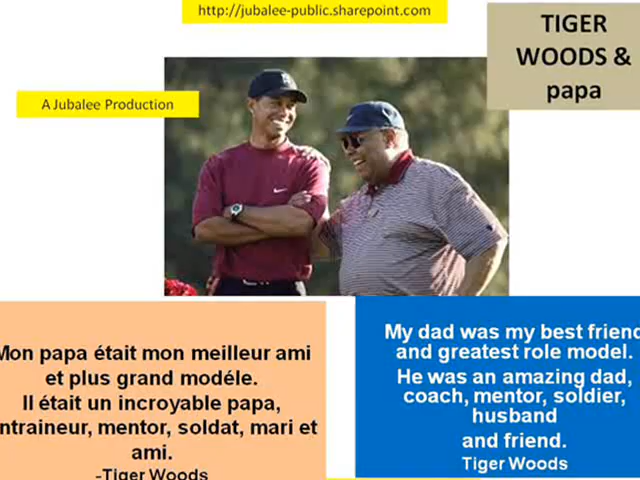 http://jubalee-public.sharepoint.com
TIGER
WOODS &
papa
A Jubalee Production
Mon papa était mon meilleur ami
et plus grand modéle.
Il était un incroyable papa,
ntraineur, mentor, soldat, mari et
ami.
-Tiger Woods
My dad was my best friend
and greatest role model.
He was an amazing dad,
coach, mentor, soldier,
husband
and friend.
Tiger Woods